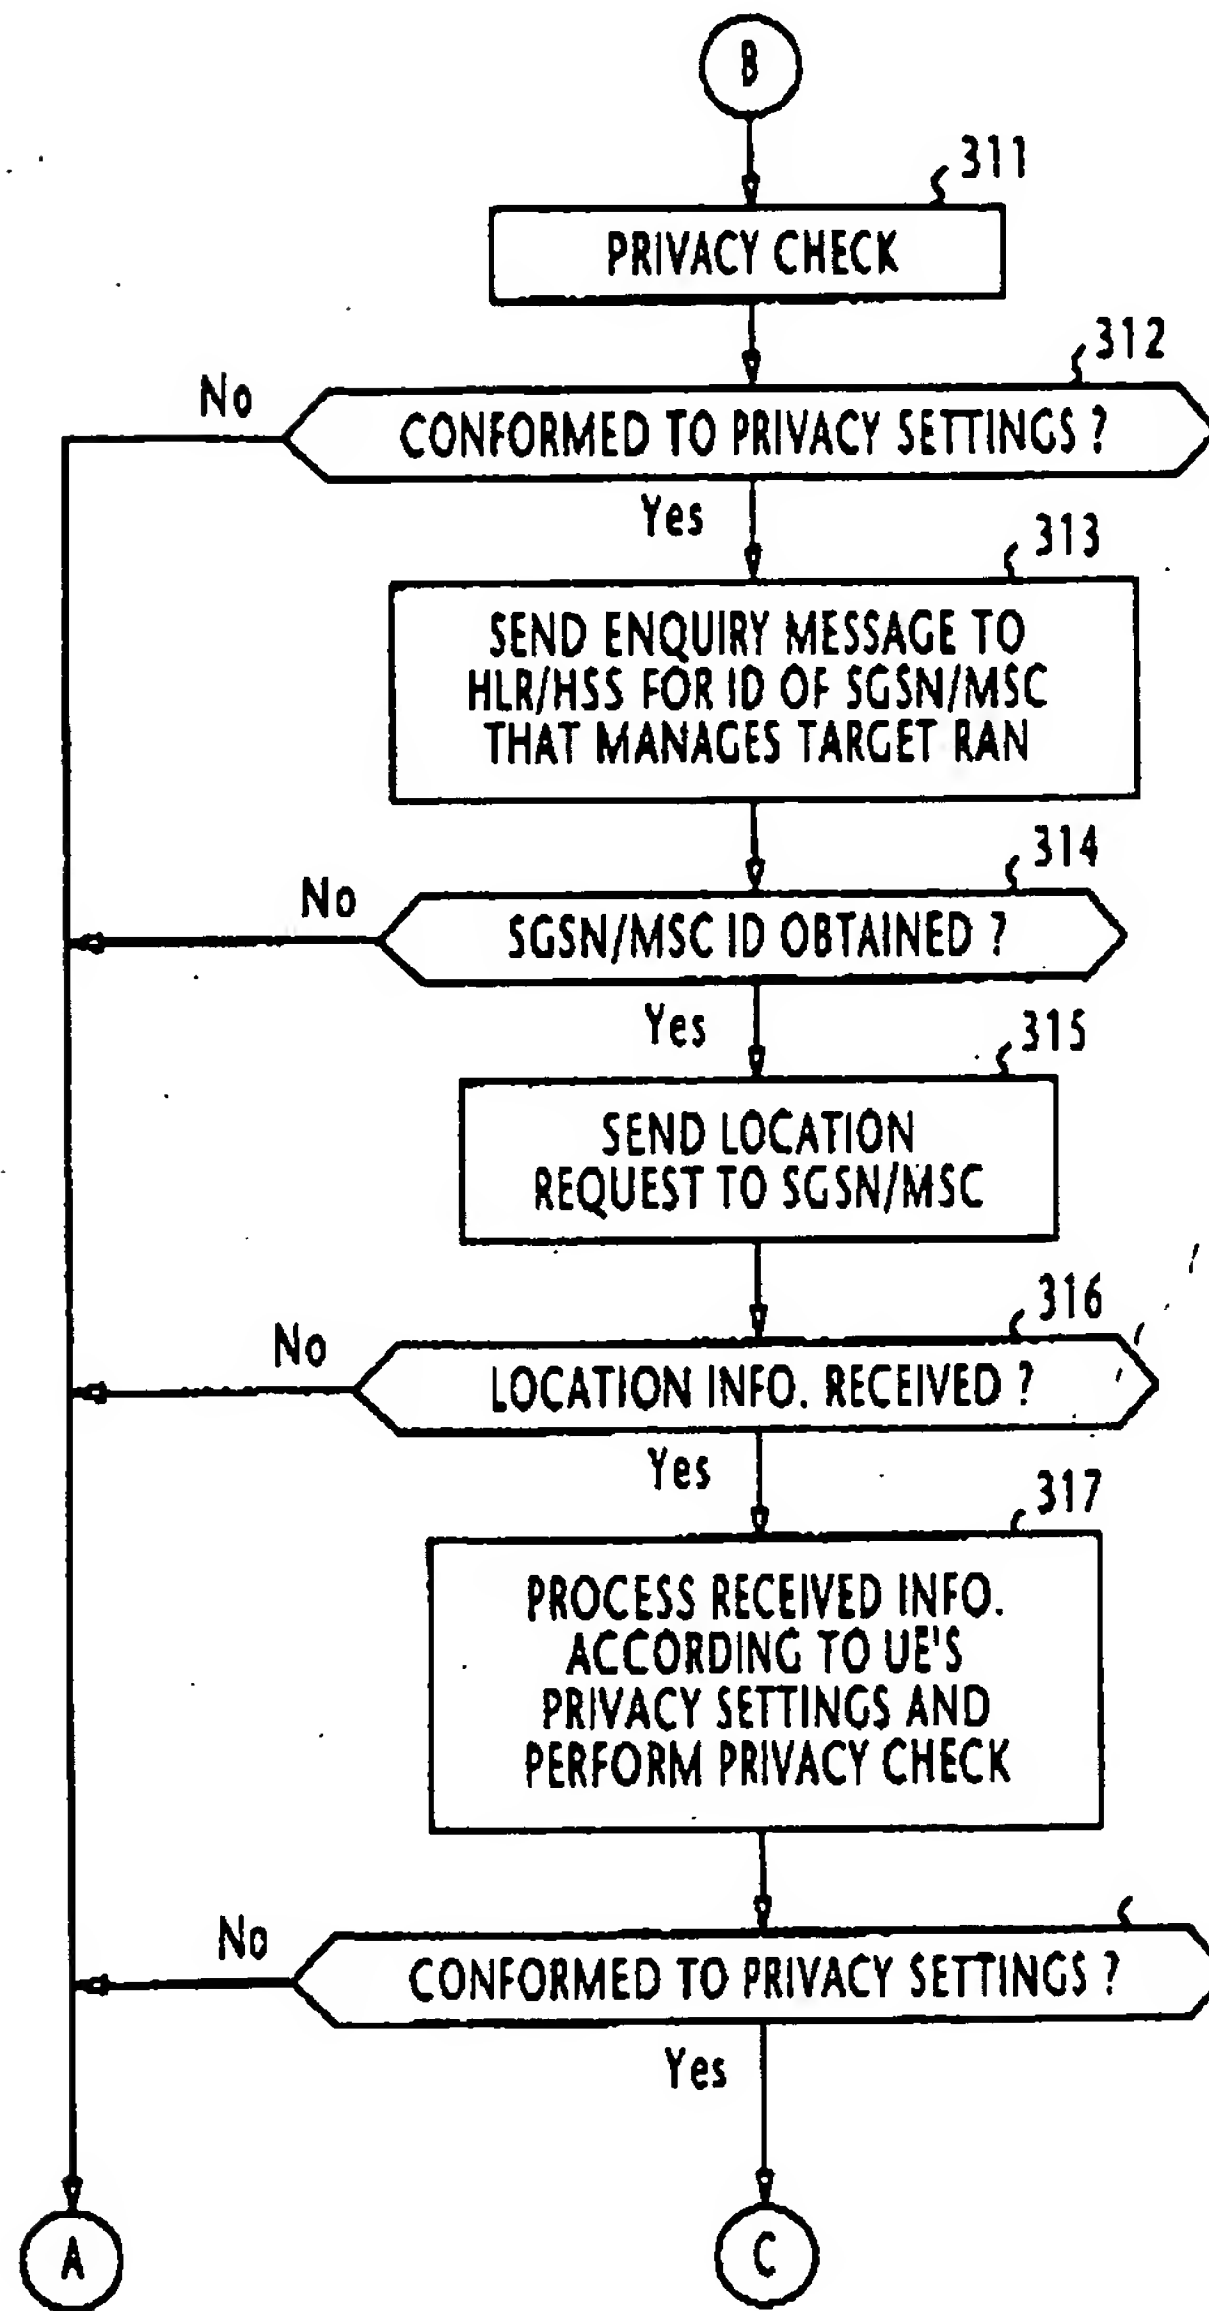 B
311
PRIVACY CHECK
312
No
CONFORMED TO PRIVACY SETTINGS ?
Yes
313
SEND ENQUIRY MESSAGE TO
HLR/HSS FOR ID OF SGSN/MSC
THAT MANAGES TARGET RAN
314
No
SGSN/MSC ID OBTAINED ?
Yes
315
SEND LOCATION
REQUEST TO SGSN/MSC
316
No
LOCATION INFO. RECEIVED ?
Yes
317
PROCESS RECEIVED INFO.
ACCORDING TO UE'S
PRIVACY SETTINGS AND
PERFORM PRIVACY CHECK
No
CONFORMED TO PRIVACY SETTINGS ?
Yes
A
C